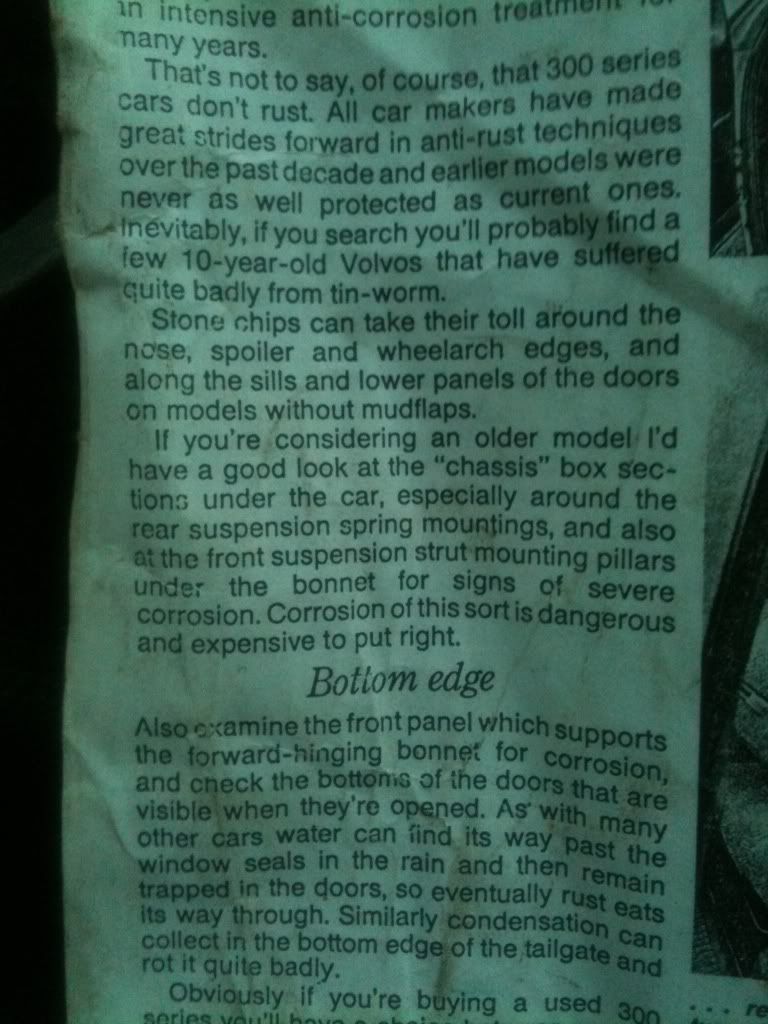 in intensive anti-corrosion treatment for
many years.
That's not to say, of course, that 300 series
cars don't rust. All car makers have made
great strides forward in anti-rust techniques
over the past decade and earlier models were
never as well protected as current ones.
Inevitably, if you search you'll probably find a
few 10-year-old Volvos that have suffered
quite badly from tin-worm.
Stone chips can take their toll around the
nose, spoiler and wheelarch edges, and
along the sills and lower panels of the doors
on models without mudflaps.
If you're considering an older model I'd
have a good look at the "chassis" box sec-
tions under the car, especially around the
rear suspension spring mountings, and also
at the front suspension strut mounting pillars
under the bonnet for signs of severe
corrosion. Corrosion of this sort is dangerous
and expensive to put right.
Bottom edge
Also examine the front panel which supports
the forward-hinging bonnet for corrosion,
and check the bottoms of the doors that are
visible when they're opened. As with many
other cars water can find its way past the
window seals in the rain and then remain
trapped in the doors, so eventually rust eats
its way through. Similarly condensation can
collect in the bottom edge of the tailgate and
rot it quite badly.
Obviously if you're buying a used 300
series you'll have a
... re